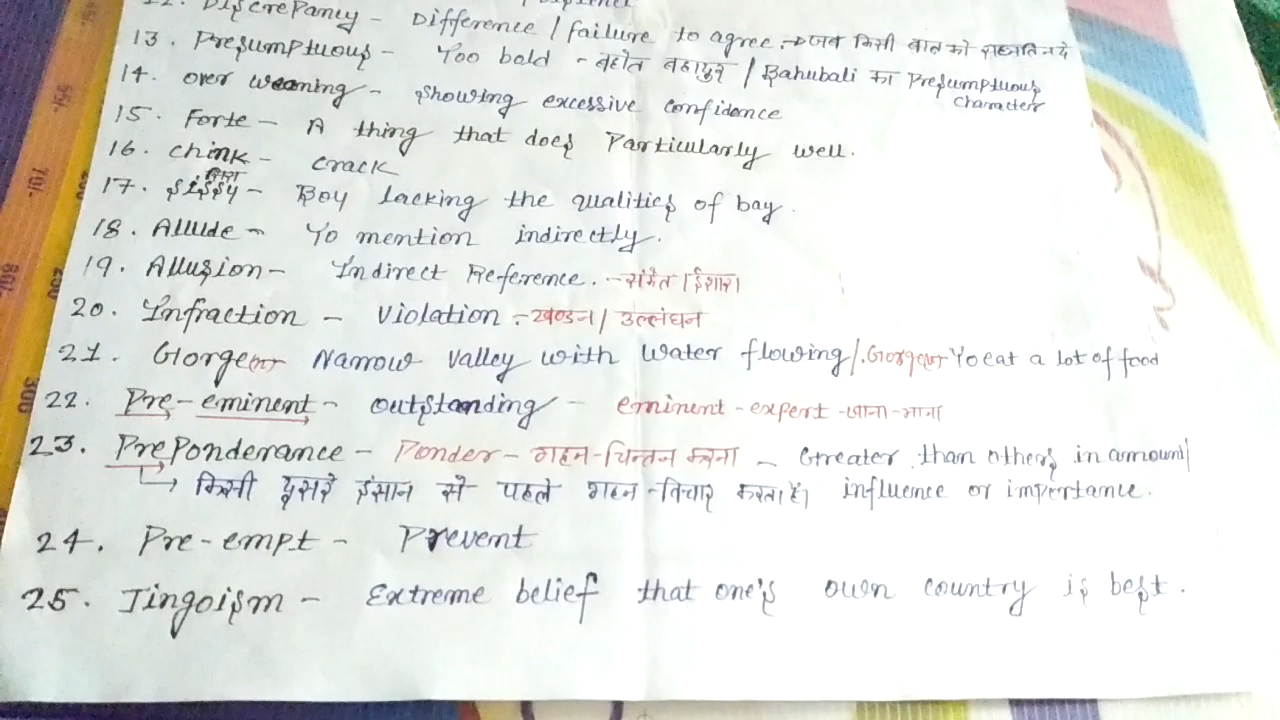 Discrepancy - Difference / failure to agree. → जब किसी बात को
13. Presumptuous - Too bold - बहोत बहादुर / Bahubali का Presumptuous
character
14. over weaning - showing excessive confidence
15. Forte - A thing that does Particularly well.
16. chink - crack
17. sissy - Boy lacking the qualities of bay.
18. Allude - To mention indirectly.
19. Allusion - Indirect Reference. - संकेत / ईशारा
20. Infraction - Violation :- खण्डन / उल्लंघन
21. Gorge(n) Narrow Valley with Water flowing / Gorge(v) To eat a lot of food
22. Pre-eminent - outstanding - eminent - expert - जाना-माना
23. PrePonderance - Ponder - गहन-चिन्तन करना - Greater than others in amount/
→ किसी दूसरे इंसान से पहले गहन-विचार करता है। influence or importance.
24. Pre-empt - Prevent
25. Jingoism - Extreme belief that one's own country is best.